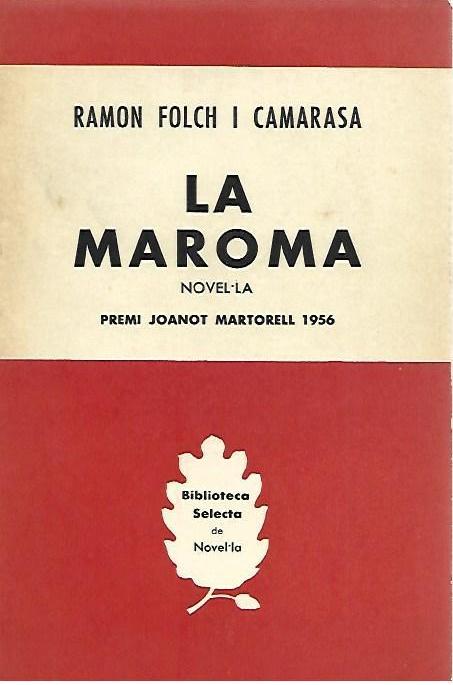 RAMON FOLCH I CAMARASA
LA
MAROMA
NOVEL·LA
PREMI JOANOT MARTORELL 1956
Biblioteca
Selecta
de
Novel·la